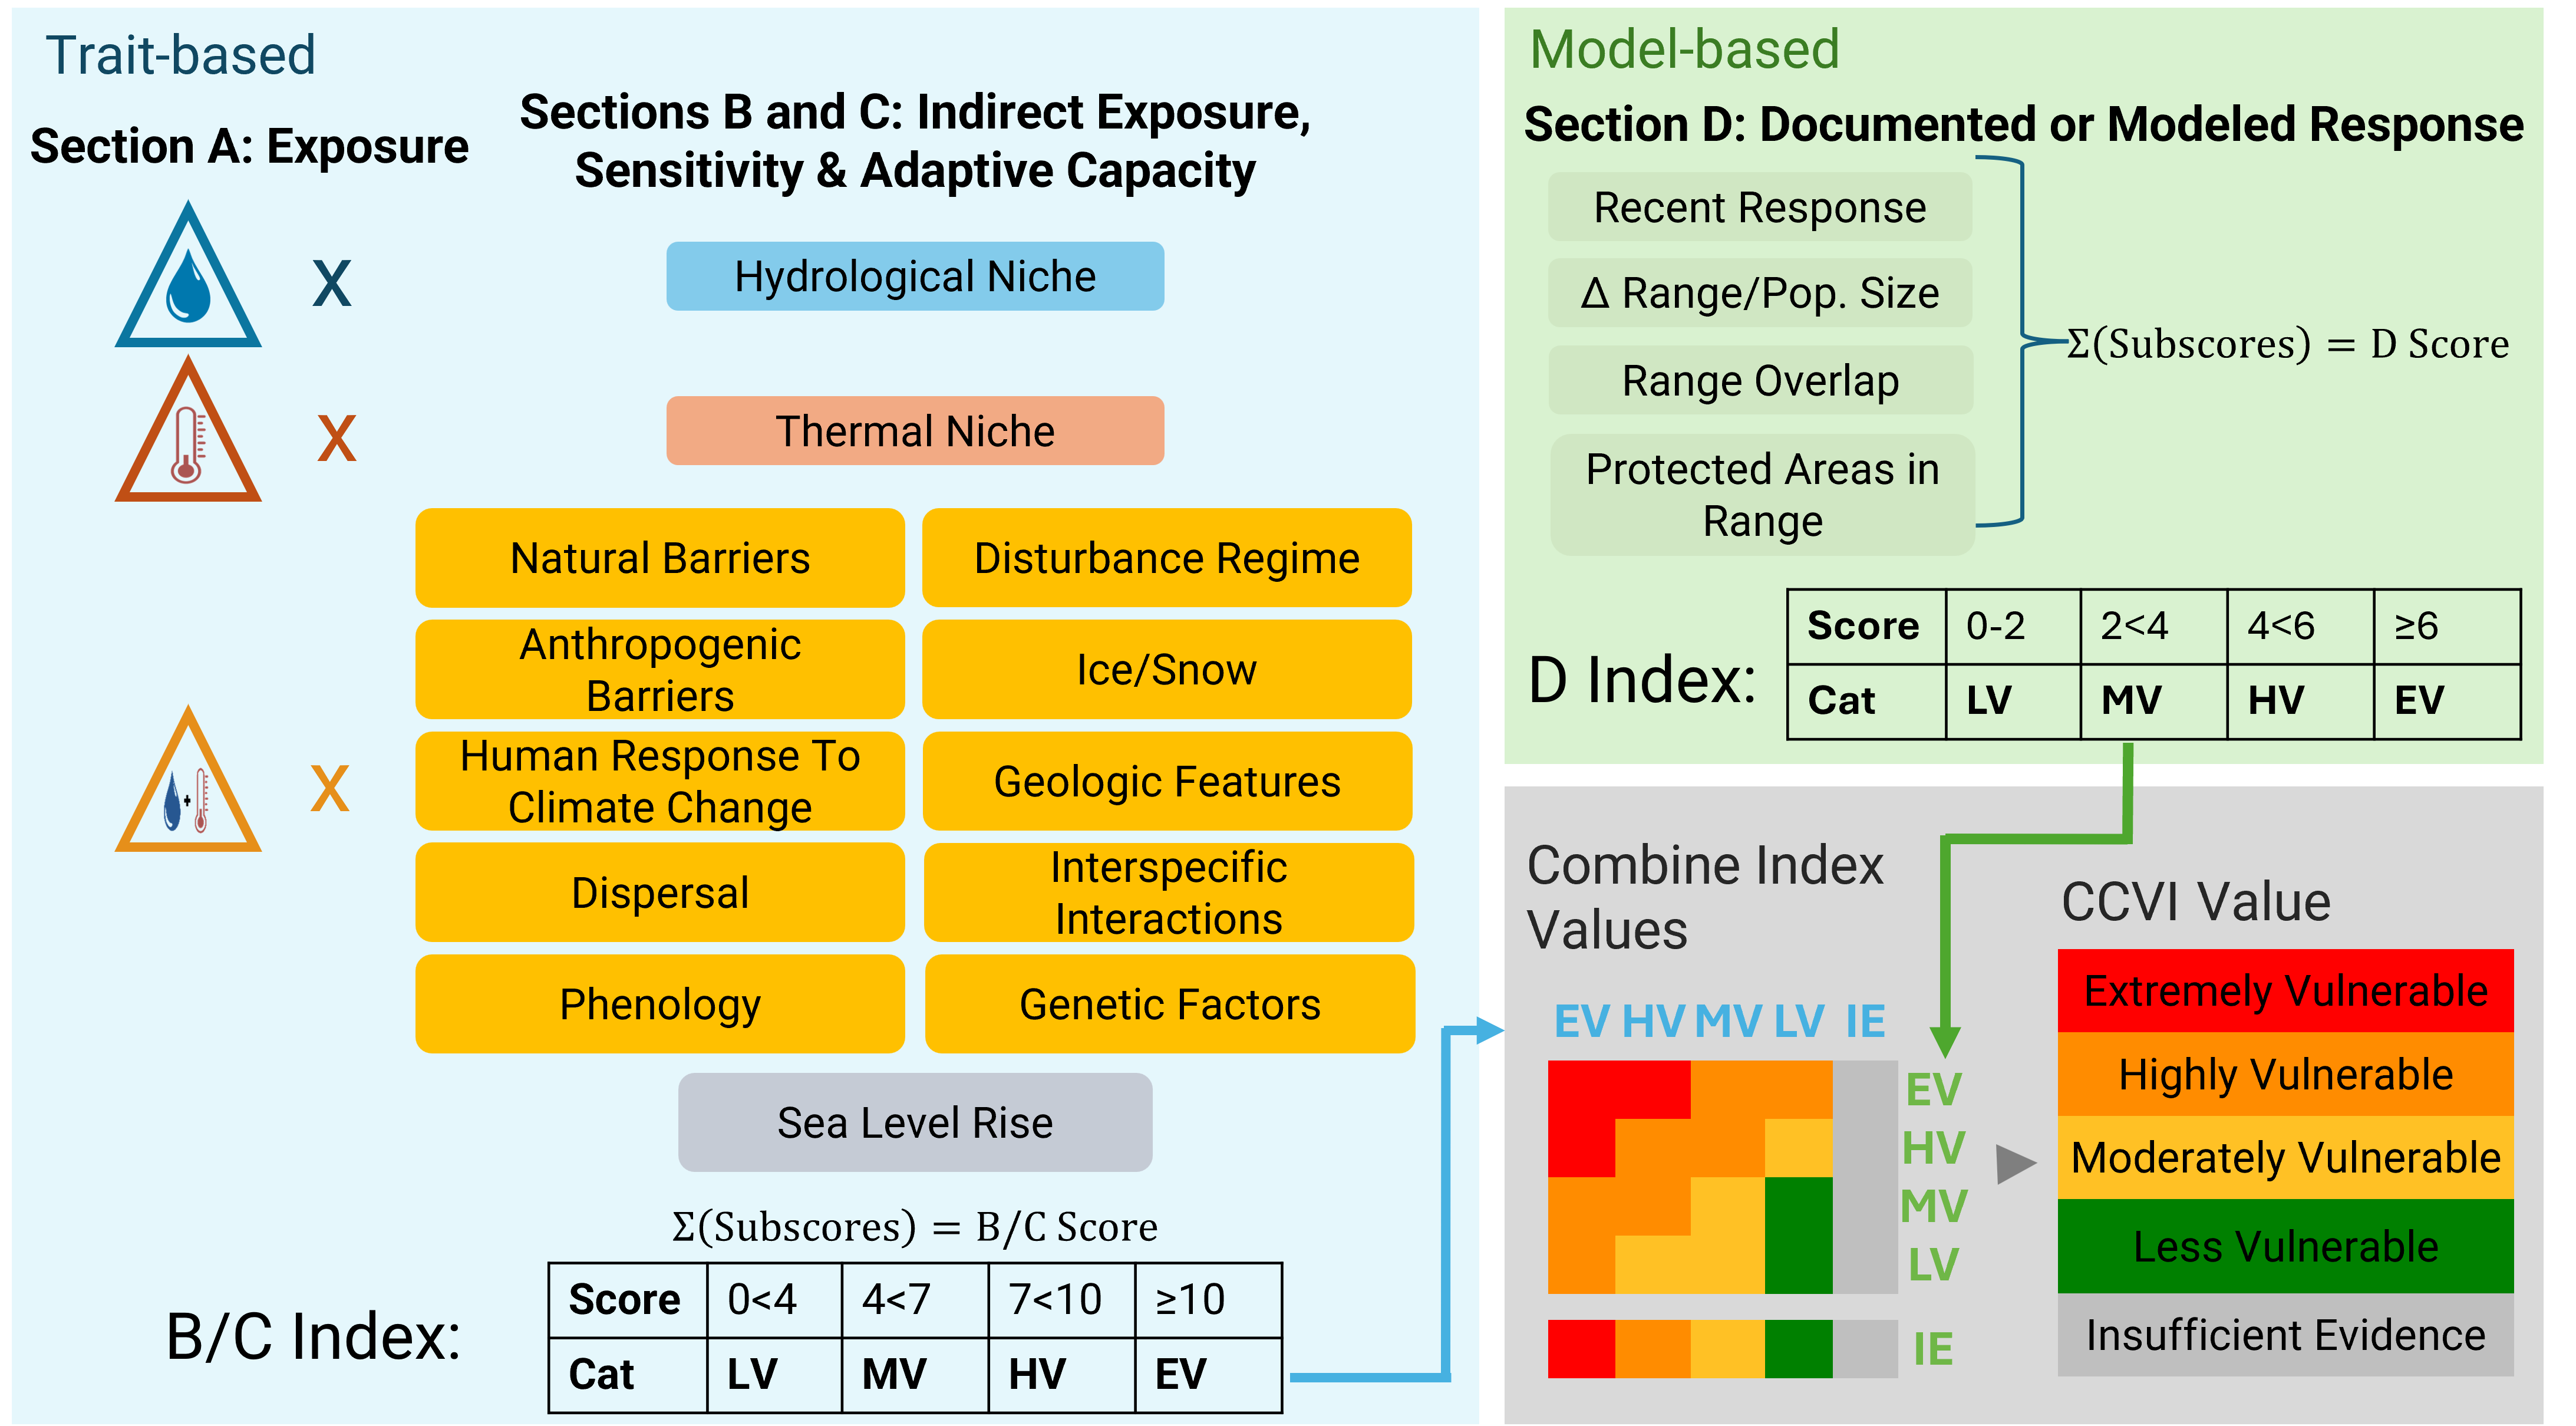 Trait-based
Section A: Exposure
Sections B and C: Indirect Exposure,
Sensitivity & Adaptive Capacity
X
Hydrological Niche
X
Thermal Niche
+
X
Natural Barriers
Disturbance Regime
Anthropogenic
Barriers
Ice/Snow
Human Response To
Climate Change
Geologic Features
Dispersal
Interspecific
Interactions
Phenology
Genetic Factors
Sea Level Rise
Σ(Subscores) = B/C Score
B/C Index:
Score 0<4 4<7 7<10 ≥10
Cat LV MV HV EV
Model-based
Section D: Documented or Modeled Response
Recent Response
Δ Range/Pop. Size
Range Overlap
Protected Areas in
Range
Σ(Subscores) = D Score
D Index:
Score 0-2 2<4 4<6 ≥6
Cat LV MV HV EV
Combine Index
Values
EV HV MV LV IE
EV
HV
MV
LV
IE
CCVI Value
Extremely Vulnerable
Highly Vulnerable
Moderately Vulnerable
Less Vulnerable
Insufficient Evidence